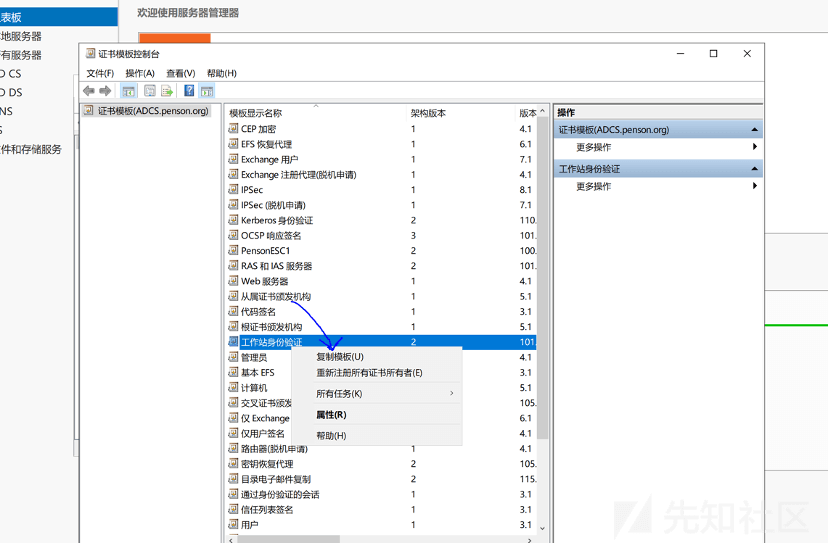 表板
欢迎使用服务器管理器
地服务器
有服务器
D CS
D DS
NS
S
件和存储服务
证书模板控制台
文件(F) 操作(A) 查看(V) 帮助(H)
证书模板(ADCS.penson.org)
模板显示名称 架构版本 版本
CEP 加密 1 4.1
EFS 恢复代理 1 6.1
Exchange 用户 1 7.1
Exchange 注册代理(脱机申请) 1 4.1
IPSec 1 8.1
IPSec (脱机申请) 1 7.1
Kerberos 身份验证 2 110.
OCSP 响应签名 3 101.
PensonESC1 2 100.
RAS 和 IAS 服务器 2 101.
Web 服务器 1 4.1
从属证书颁发机构 1 5.1
代码签名 1 3.1
根证书颁发机构 1 5.1
工作站身份验证 2 101.
管理员 4.1
基本 EFS 3.1
计算机 5.1
交叉证书颁发 105.
仅 Exchange 6.1
仅用户签名 4.1
路由器(脱机申请) 1 4.1
密钥恢复代理 2 105.
目录电子邮件复制 2 115.
通过身份验证的会话 1 3.1
信任列表签名 1 3.1
用户 1 3.1
复制模板(U)
重新注册所有证书所有者(E)
所有任务(K)
属性(R)
帮助(H)
操作
证书模板(ADCS.penson.org)
更多操作
工作站身份验证
更多操作
先知社区